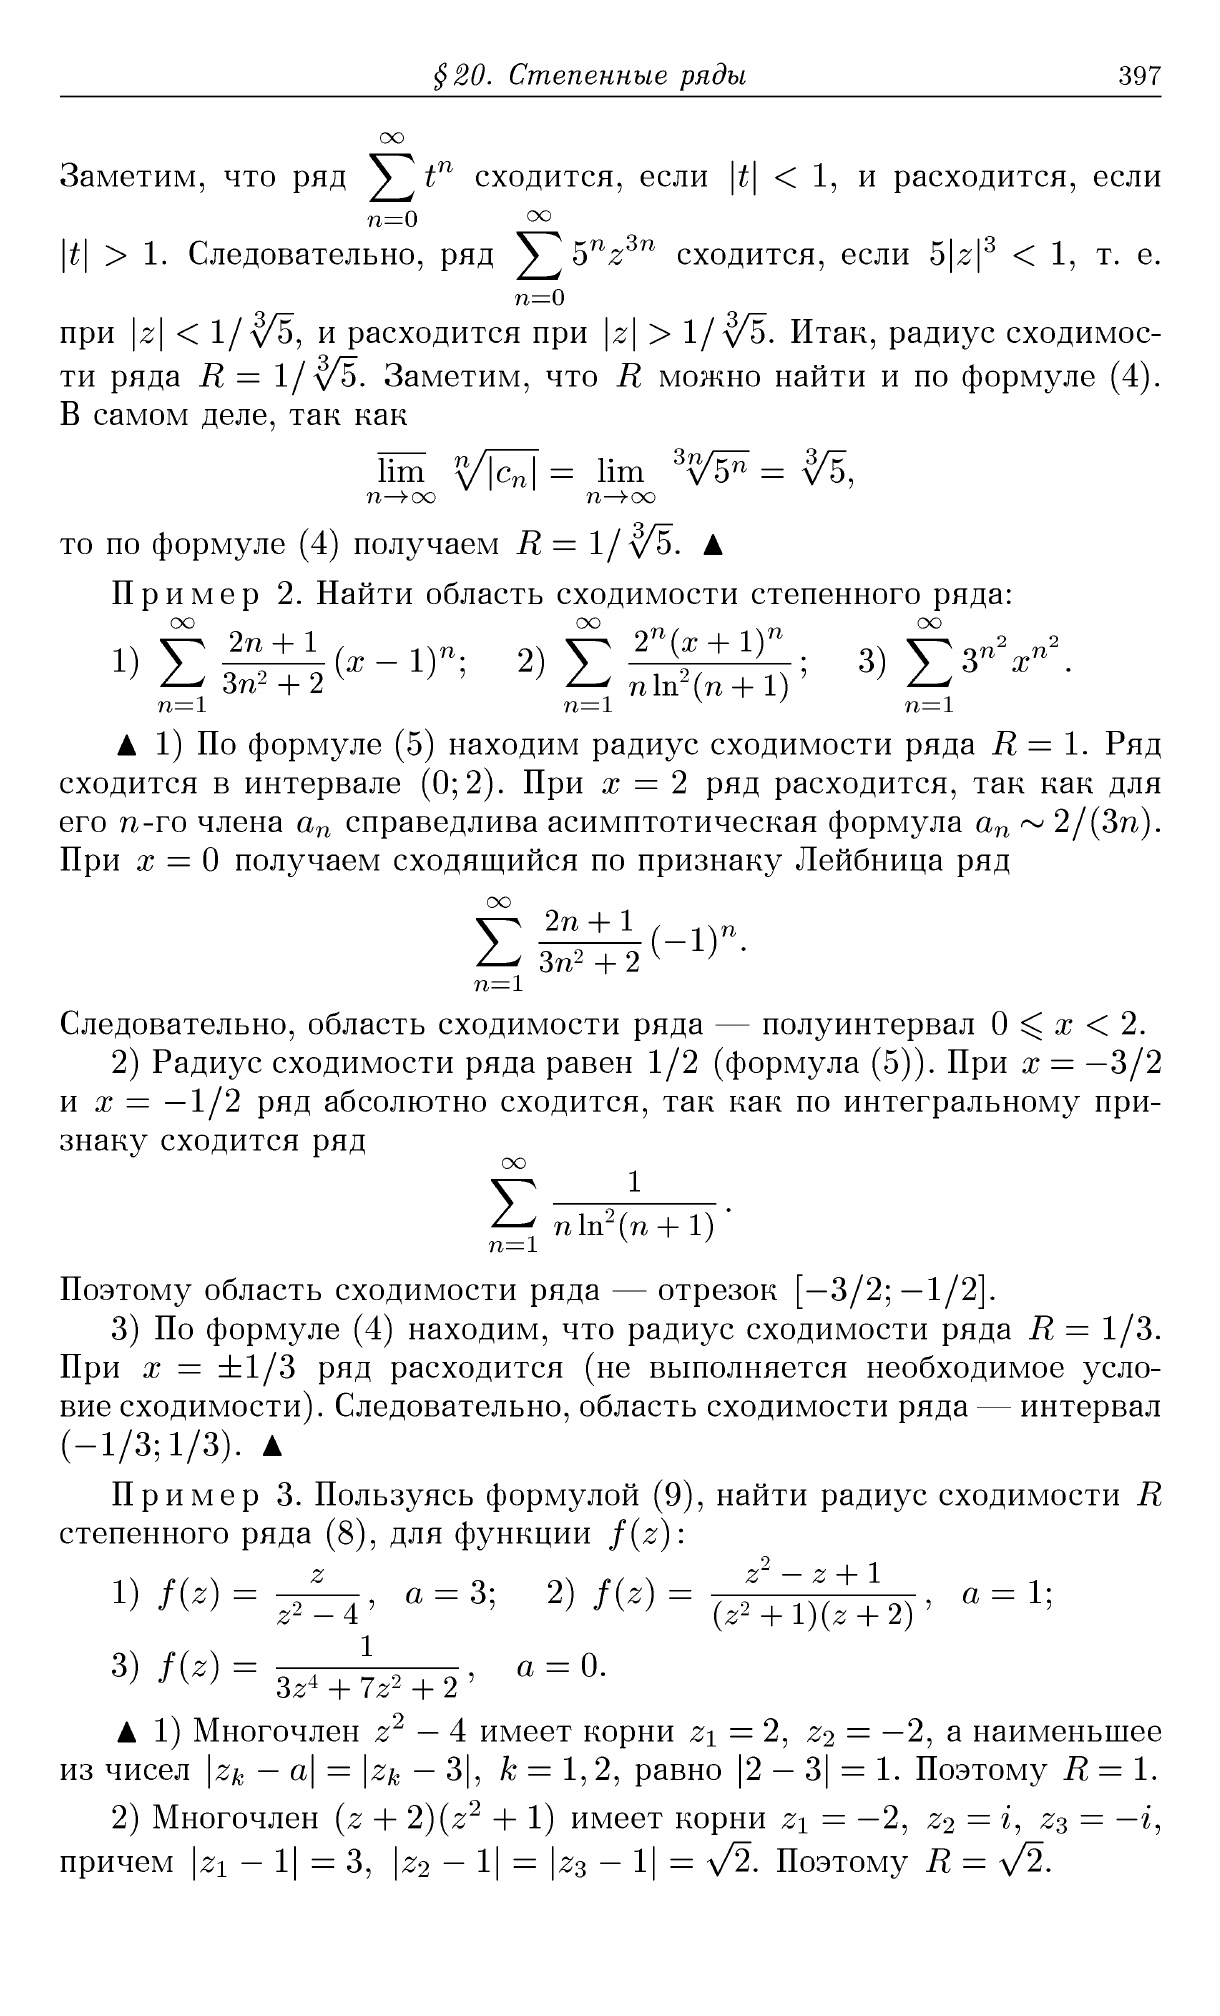 § 20. Степенные ряды 397
Заметим, что ряд \sum_{n=0}^{\infty} t^n сходится, если |t| < 1, и расходится, если
|t| > 1. Следовательно, ряд \sum_{n=0}^{\infty} 5^n z^{3n} сходится, если 5|z|^3 < 1, т. е.
при |z| < 1/\sqrt[3]{5}, и расходится при |z| > 1/\sqrt[3]{5}. Итак, радиус сходимос-
ти ряда R = 1/\sqrt[3]{5}. Заметим, что R можно найти и по формуле (4).
В самом деле, так как
\overline{\lim}_{n→∞} \sqrt[n]{|c_n|} = \lim_{n→∞} \sqrt[3n]{5^n} = \sqrt[3]{5},
то по формуле (4) получаем R = 1/\sqrt[3]{5}. ▲
Пример 2. Найти область сходимости степенного ряда:
1) \sum_{n=1}^{\infty} \frac{2n + 1}{3n^2 + 2} (x − 1)^n; 2) \sum_{n=1}^{\infty} \frac{2^n (x + 1)^n}{n \ln^2(n + 1)}; 3) \sum_{n=1}^{\infty} 3^{n^2} x^{n^2}.
▲ 1) По формуле (5) находим радиус сходимости ряда R = 1. Ряд
сходится в интервале (0; 2). При x = 2 ряд расходится, так как для
его n-го члена a_n справедлива асимптотическая формула a_n ∼ 2/(3n).
При x = 0 получаем сходящийся по признаку Лейбница ряд
\sum_{n=1}^{\infty} \frac{2n + 1}{3n^2 + 2} (−1)^n.
Следовательно, область сходимости ряда — полуинтервал 0 ⩽ x < 2.
2) Радиус сходимости ряда равен 1/2 (формула (5)). При x = −3/2
и x = −1/2 ряд абсолютно сходится, так как по интегральному при-
знаку сходится ряд
\sum_{n=1}^{\infty} \frac{1}{n \ln^2(n + 1)}.
Поэтому область сходимости ряда — отрезок [−3/2; −1/2].
3) По формуле (4) находим, что радиус сходимости ряда R = 1/3.
При x = ±1/3 ряд расходится (не выполняется необходимое усло-
вие сходимости). Следовательно, область сходимости ряда — интервал
(−1/3; 1/3). ▲
Пример 3. Пользуясь формулой (9), найти радиус сходимости R
степенного ряда (8), для функции f(z):
1) f(z) = \frac{z}{z^2 − 4}, a = 3; 2) f(z) = \frac{z^2 − z + 1}{(z^2 + 1)(z + 2)}, a = 1;
3) f(z) = \frac{1}{3z^4 + 7z^2 + 2}, a = 0.
▲ 1) Многочлен z^2 − 4 имеет корни z_1 = 2, z_2 = −2, а наименьшее
из чисел |z_k − a| = |z_k − 3|, k = 1, 2, равно |2 − 3| = 1. Поэтому R = 1.
2) Многочлен (z + 2)(z^2 + 1) имеет корни z_1 = −2, z_2 = i, z_3 = −i,
причем |z_1 − 1| = 3, |z_2 − 1| = |z_3 − 1| = \sqrt{2}. Поэтому R = \sqrt{2}.